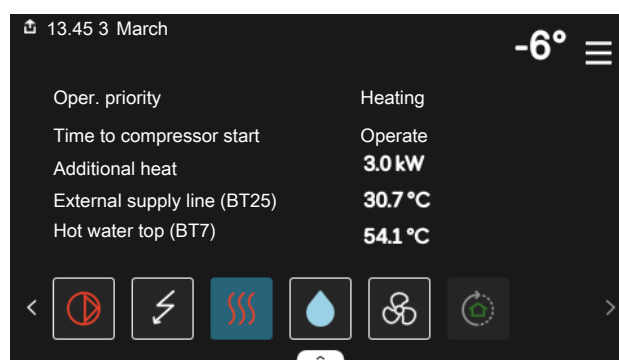 13.45 3 March
-6°
Oper. priority Heating
Time to compressor start Operate
Additional heat 3.0 kW
External supply line (BT25) 30.7 °C
Hot water top (BT7) 54.1 °C